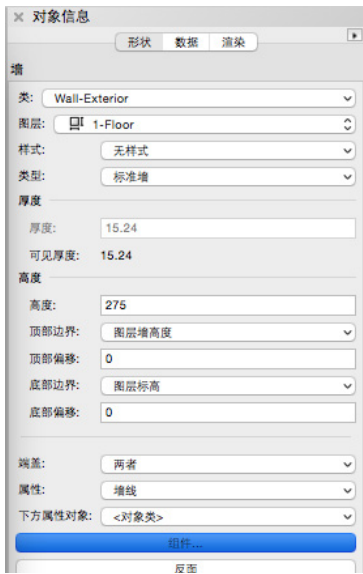 对象信息
形状 数据 渲染
墙
类: Wall-Exterior
图层: 1-Floor
样式: 无样式
类型: 标准墙
厚度
厚度: 15.24
可见厚度: 15.24
高度
高度: 275
顶部边界: 图层墙高度
顶部偏移: 0
底部边界: 图层标高
底部偏移: 0
端盖: 两者
属性: 墙线
下方属性对象: <对象类>
组件...
反面